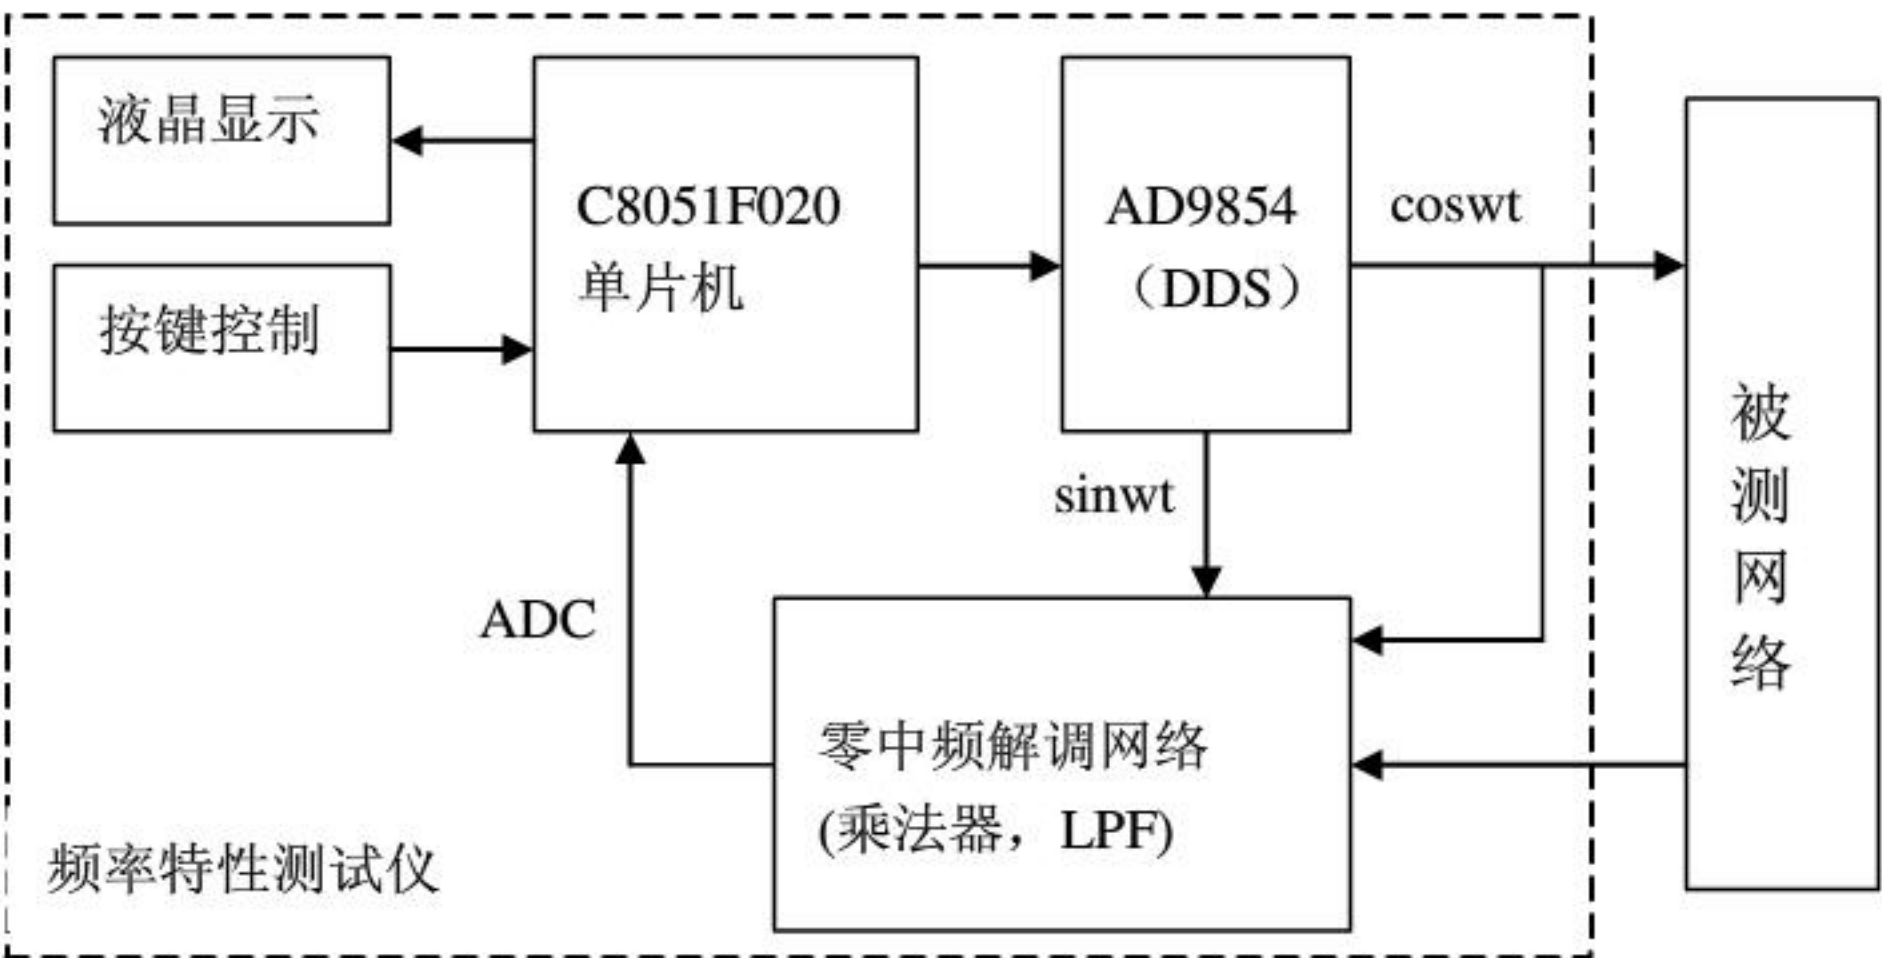 液晶显示
按键控制
C8051F020
单片机
AD9854
（DDS）
coswt
sinwt
ADC
零中频解调网络
(乘法器，LPF)
被测网络
频率特性测试仪